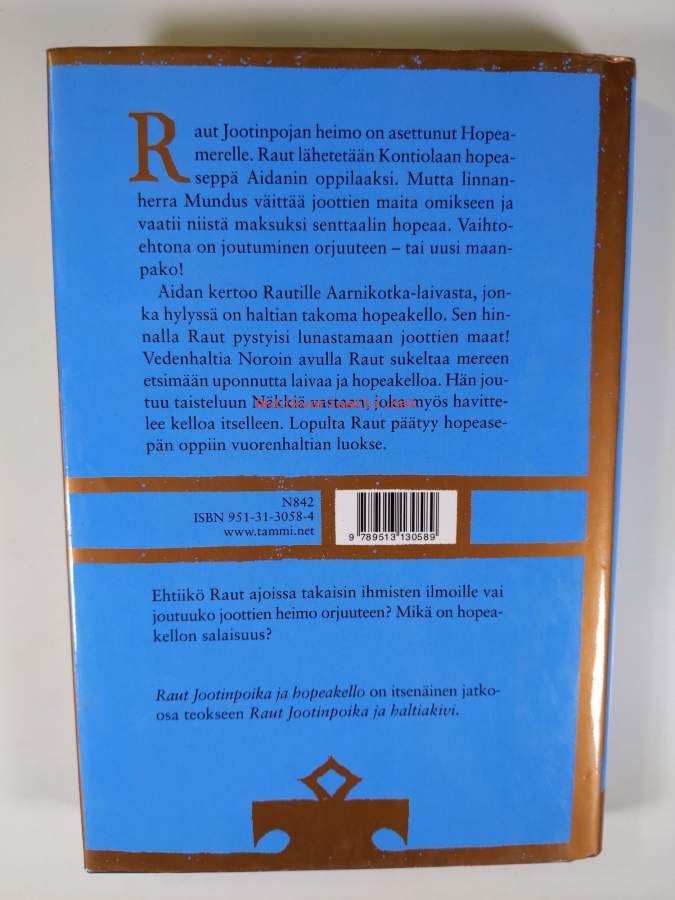 Raut Jootinpojan heimo on asettunut Hopea-
merelle. Raut lähetetään Kontiolaan hopea-
seppä Aidanin oppilaaksi. Mutta linnan-
herra Mundus väittää joottien maita omikseen ja
vaatii niistä maksuksi senttaalin hopeaa. Vaihto-
ehtona on joutuminen orjuuteen – tai uusi maan-
pako!
Aidan kertoo Rautille Aarnikotka-laivasta, jon-
ka hylyssä on haltian takoma hopeakello. Sen hin-
nalla Raut pystyisi lunastamaan joottien maat!
Vedenhaltia Noroin avulla Raut sukeltaa mereen
etsimään uponnutta laivaa ja hopeakelloa. Hän jou-
tuu taisteluun Näkkiä vastaan, joka myös havitte-
lee kelloa itselleen. Lopulta Raut päätyy hopease-
pän oppiin vuorenhaltian luokse.
N842
ISBN 951-31-3058-4
www.tammi.net
9 789513 130589
Ehtiikö Raut ajoissa takaisin ihmisten ilmoille vai
joutuuko joottien heimo orjuuteen? Mikä on hopea-
kellon salaisuus?
Raut Jootinpoika ja hopeakello on itsenäinen jatko-
osa teokseen Raut Jootinpoika ja haltiakivi.